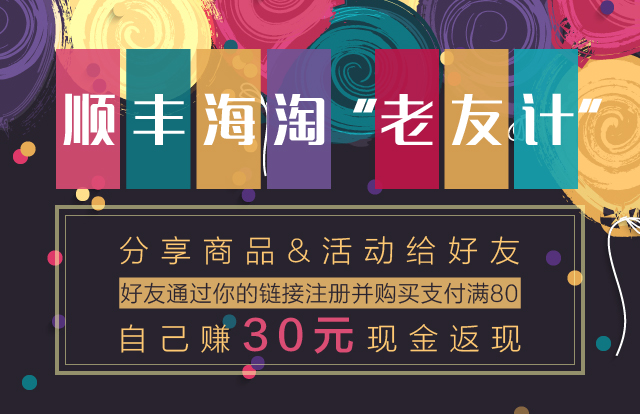 顺丰海淘“老友计”
分享商品&活动给好友
好友通过你的链接注册并购买支付满80
自己赚30元现金返现